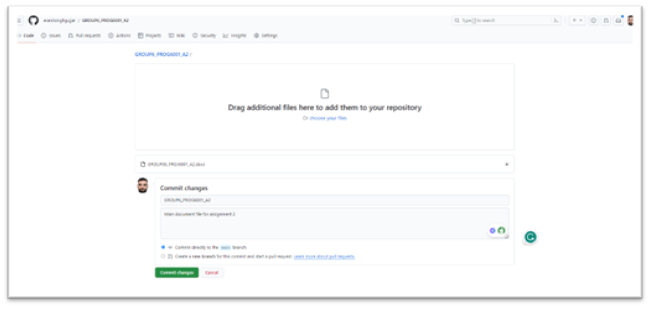 GROUP6_PROG6001_A2
Type / to search
Code Issues Pull requests Actions Projects Wiki Security Insights Settings
GROUP6_PROG6001_A2 /
Drag additional files here to add them to your repository
Or choose your files
GROUP6_PROG6001_A2.docx
Commit changes
GROUP6_PROG6001_A2
Main document file for assignment 2
Commit directly to the main branch.
Create a new branch for this commit and start a pull request. Learn more about pull requests.
Commit changes Cancel